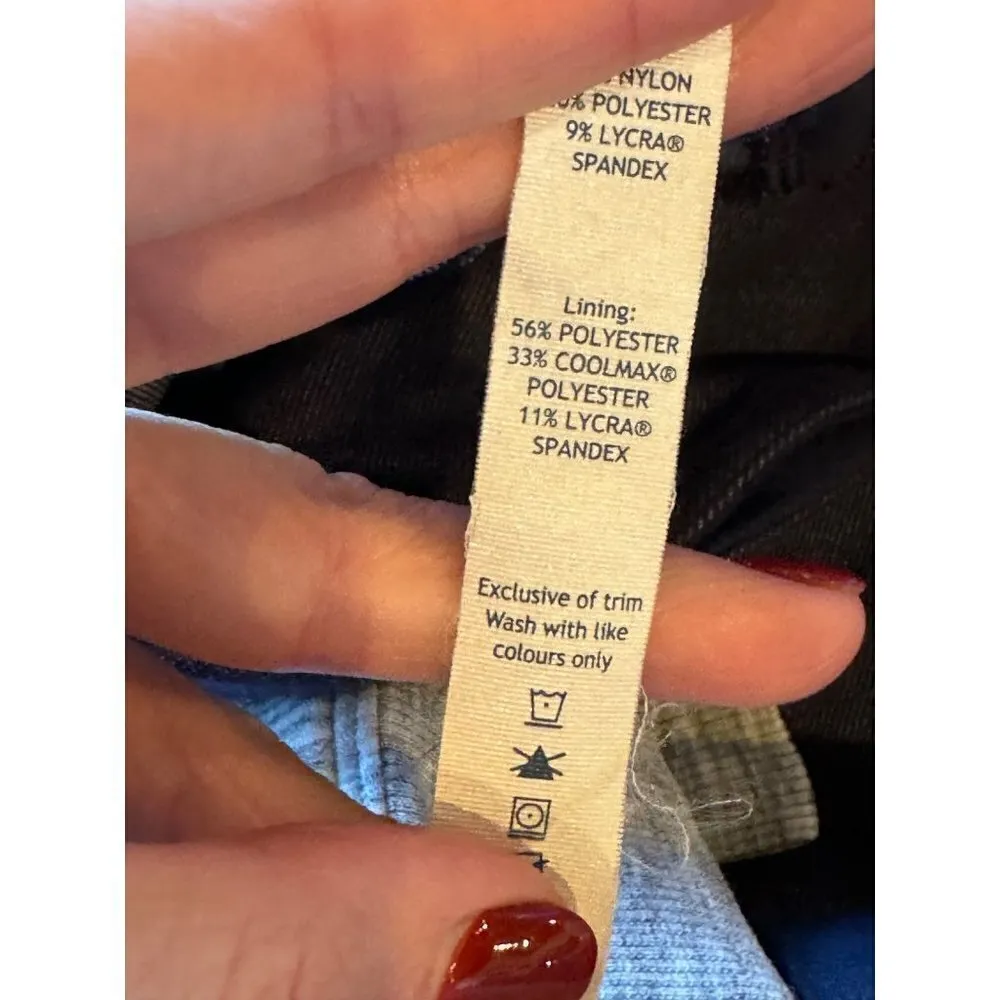 NYLON
% POLYESTER
9% LYCRA®
SPANDEX
Lining:
56% POLYESTER
33% COOLMAX®
POLYESTER
11% LYCRA®
SPANDEX
Exclusive of trim
Wash with like
colours only